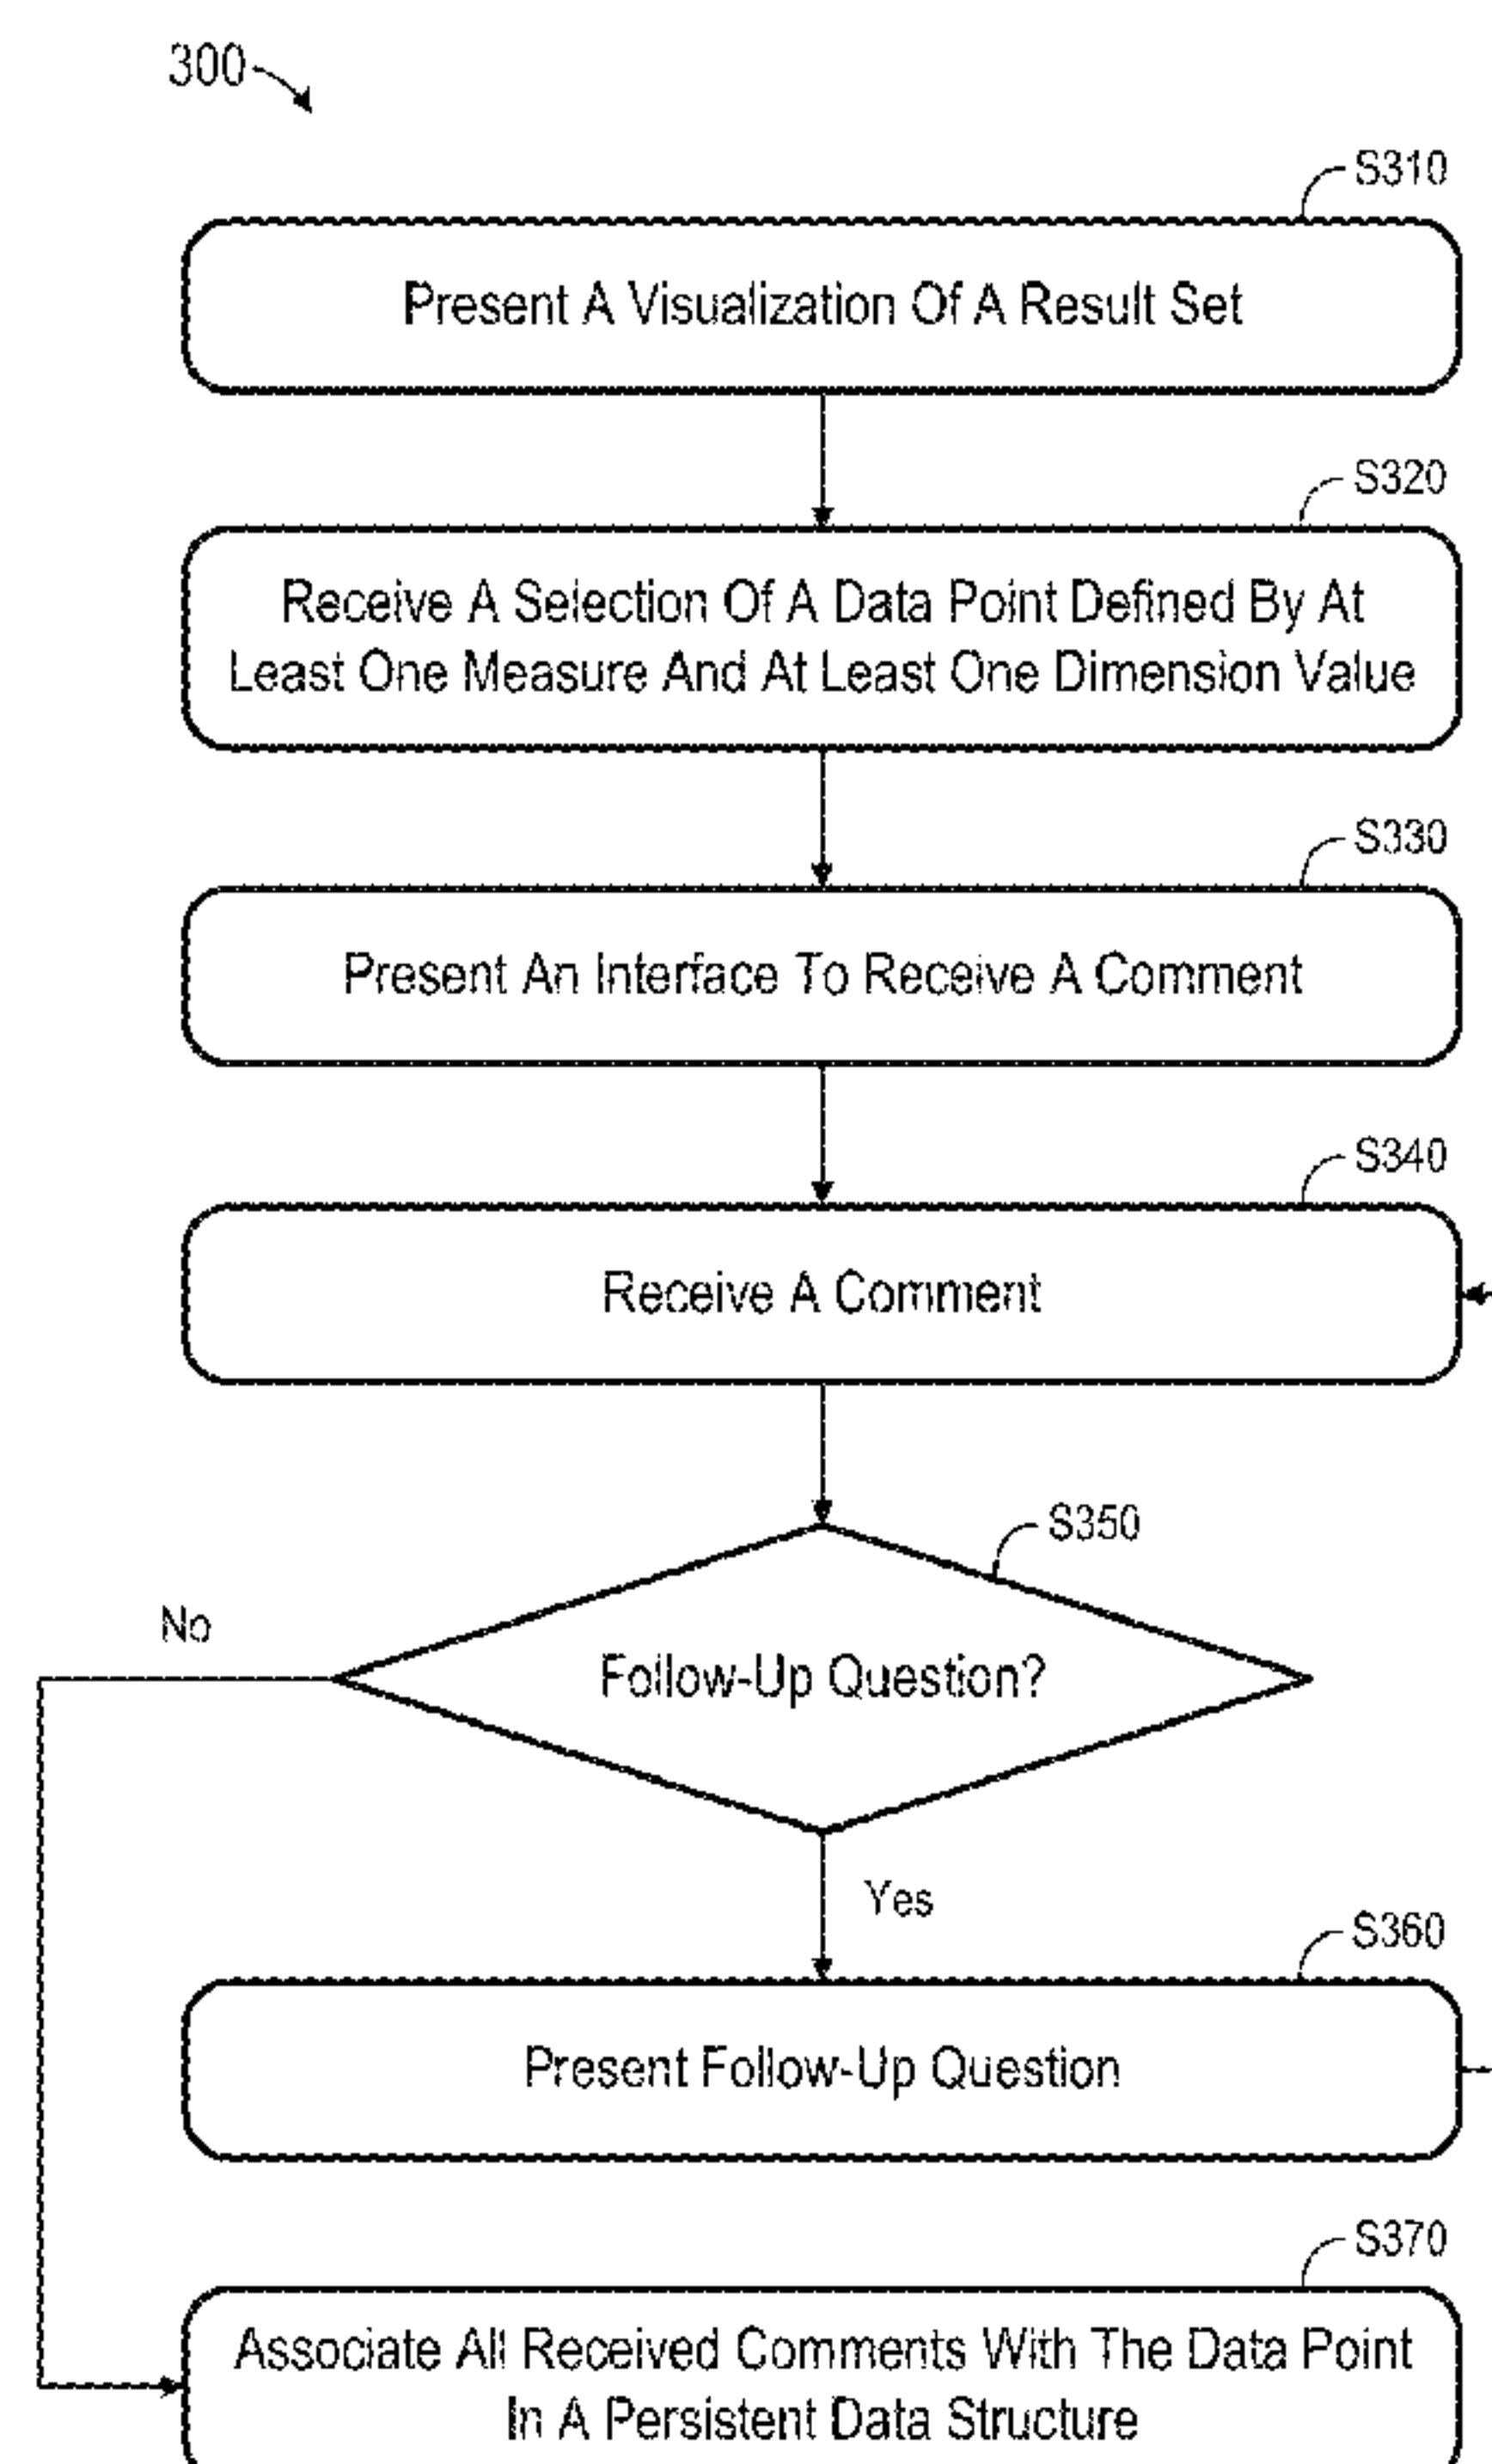 300
S310
Present A Visualization Of A Result Set
S320
Receive A Selection Of A Data Point Defined By At
Least One Measure And At Least One Dimension Value
S330
Present An Interface To Receive A Comment
S340
Receive A Comment
S350
No
Follow-Up Question?
Yes
S360
Present Follow-Up Question
S370
Associate All Received Comments With The Data Point
In A Persistent Data Structure